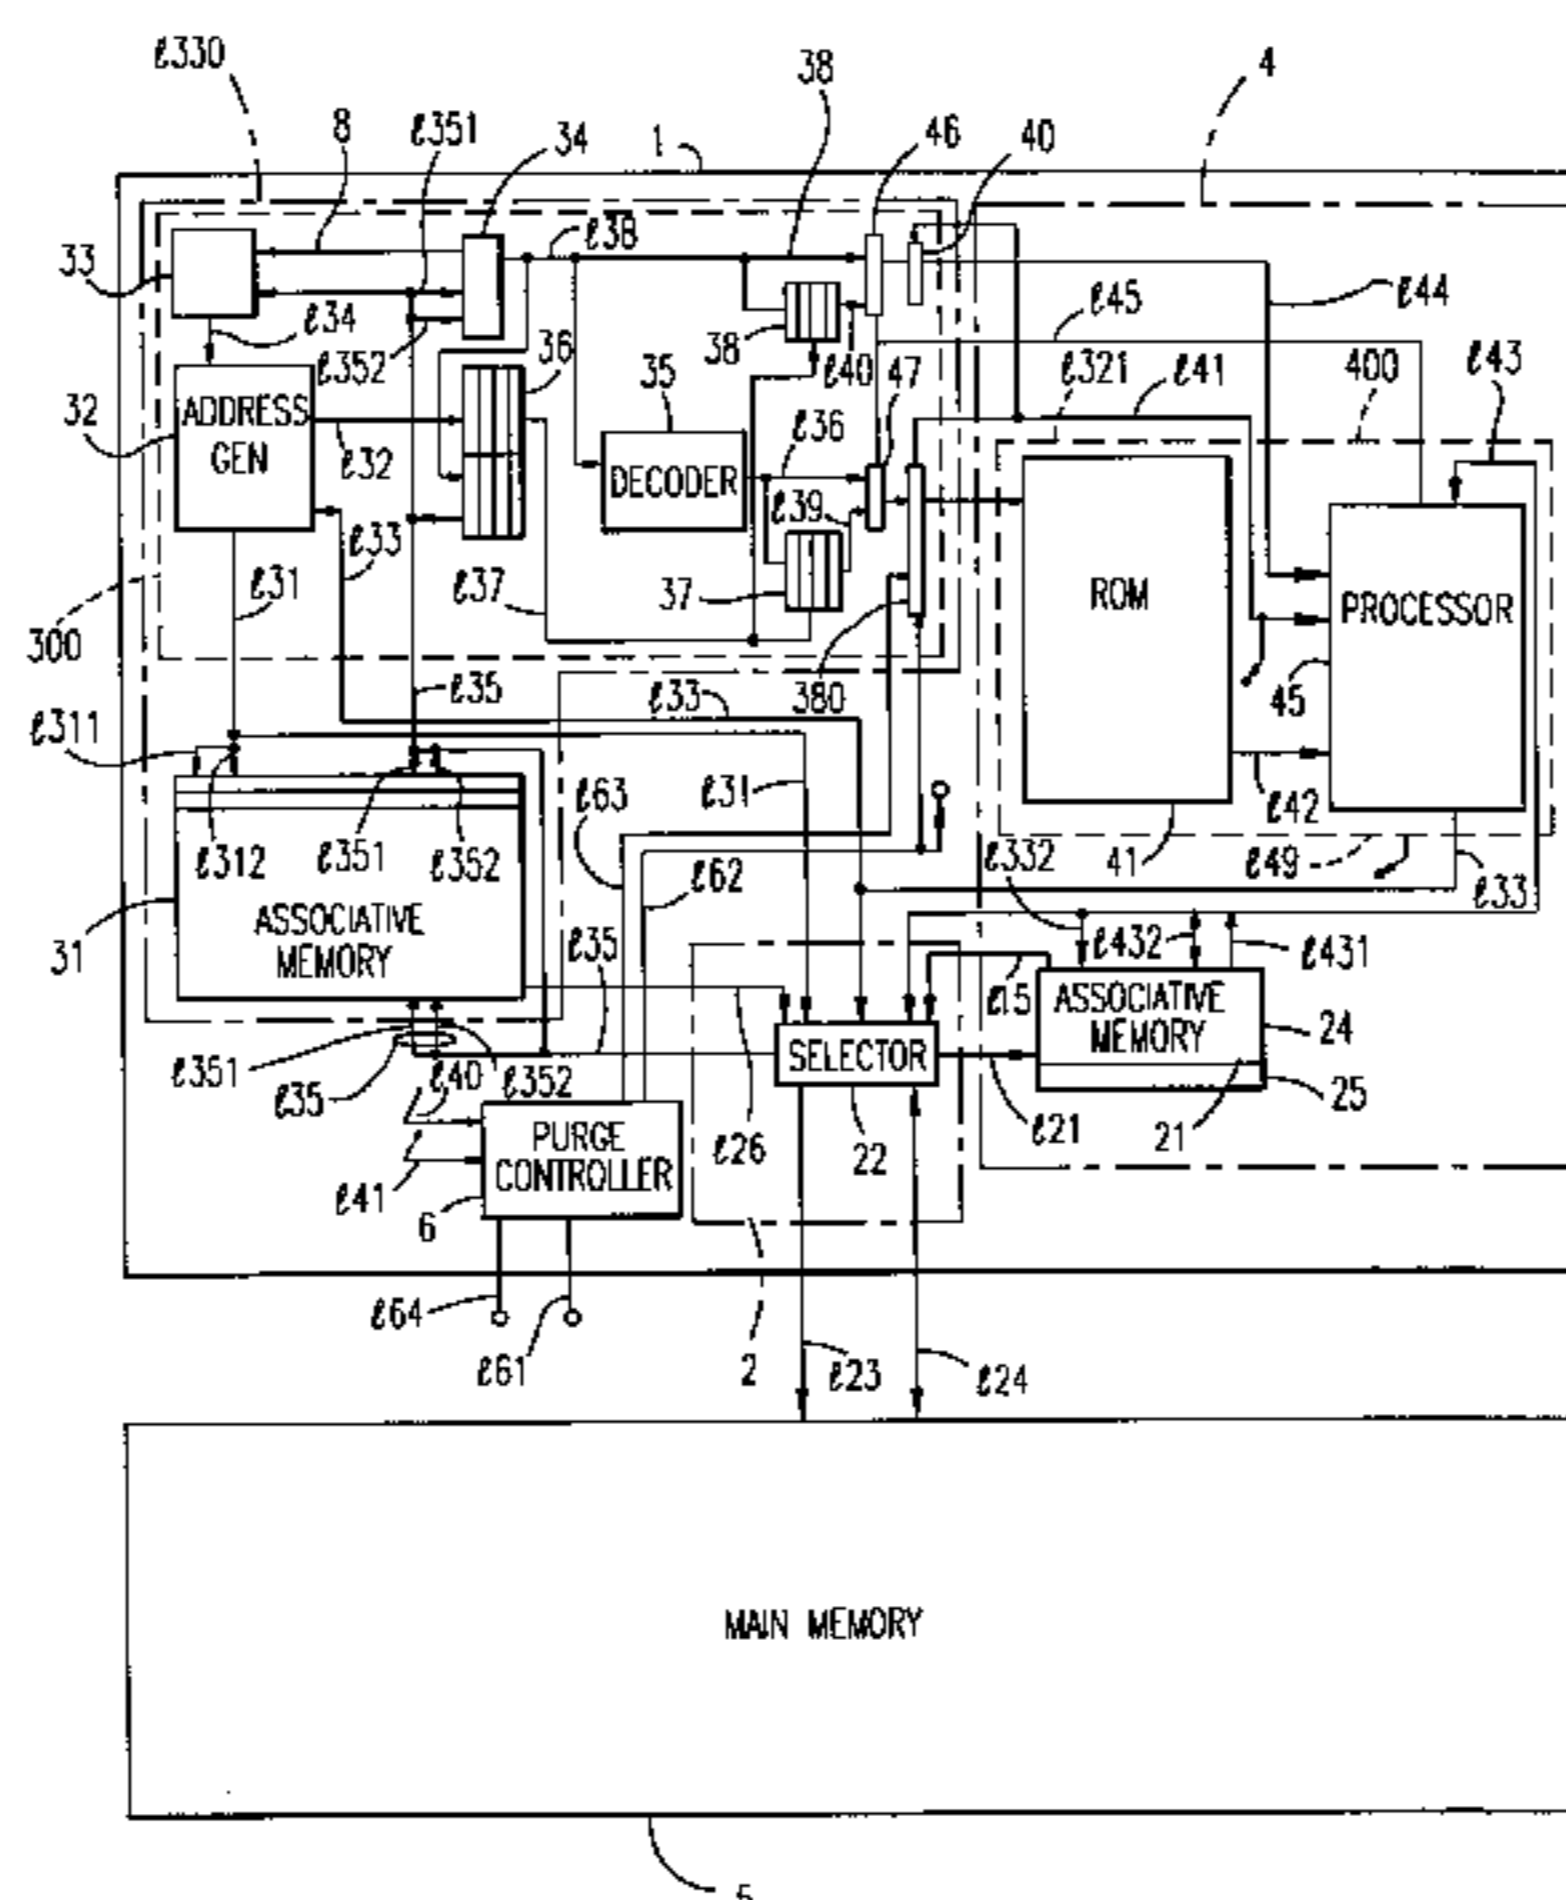 ℓ330
38
4
8
ℓ351
34
1
46
40
33
ℓ38
ℓ34
ℓ44
ℓ45
ℓ352
36
38
35
ℓ40
47
ℓ321
ℓ41
400
ℓ43
32
ADDRESS
GEN
ℓ32
DECODER
ℓ36
ℓ39
ℓ33
ℓ31
ℓ37
37
ROM
PROCESSOR
300
ℓ35
ℓ33
380
45
ℓ311
ℓ63
ℓ31
ℓ42
ℓ312
ℓ351
ℓ352
ℓ62
ℓ332
41
ℓ49
ℓ33
31
ASSOCIATIVE
MEMORY
ℓ35
ℓ432
ℓ431
ℓ15
ASSOCIATIVE
MEMORY
24
SELECTOR
ℓ351
ℓ35
ℓ40
ℓ352
25
PURGE
CONTROLLER
ℓ26
22
ℓ21
21
ℓ41
6
ℓ64
ℓ61
2
ℓ23
ℓ24
MAIN MEMORY